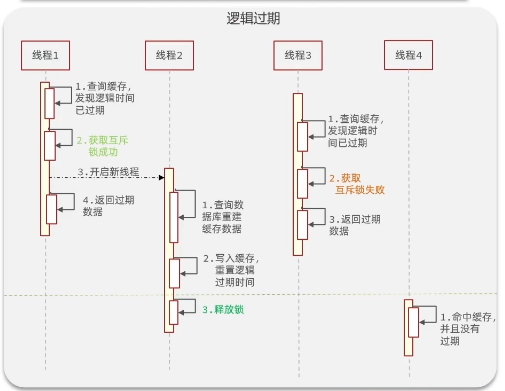 逻辑过期
线程1
线程2
线程3
线程4
1.查询缓存，
发现逻辑时间
已过期
2.获取互斥
锁成功
3.开启新线程
4.返回过期
数据
1.查询数
据库重建
缓存数据
2.写入缓存，
重置逻辑
过期时间
3.释放锁
1.查询缓存，
发现逻辑时
间已过期
2.获取
互斥锁失败
3.返回过期
数据
1.命中缓存，
并且没有
过期